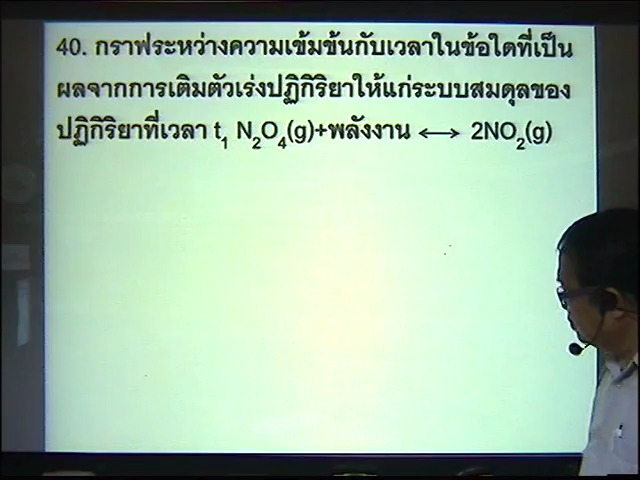 40. กราฟระหว่างความเข้มข้นกับเวลาในข้อใดที่เป็น
ผลจากการเติมตัวเร่งปฏิกิริยาให้แก่ระบบสมดุลของ
ปฏิกิริยาที่เวลา t₁ N₂O₄(g)+พลังงาน ⟷ 2NO₂(g)